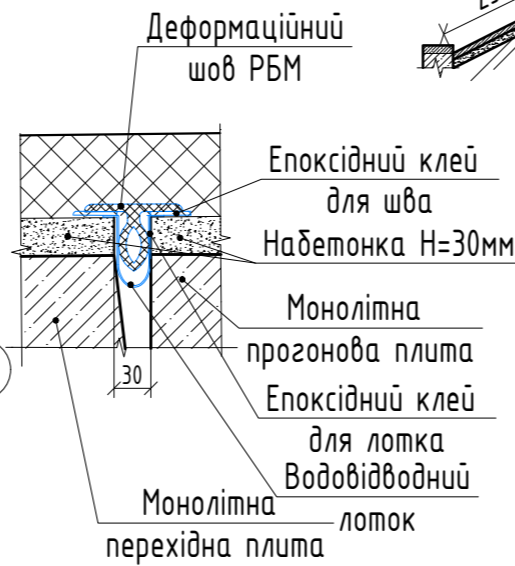 Деформаційний
шов РБМ
Епоксідний клей
для шва
Набетонка Н=30мм
Монолітна
прогонова плита
30
Епоксідний клей
для лотка
Водовідводний
лоток
Монолітна
перехідна плита